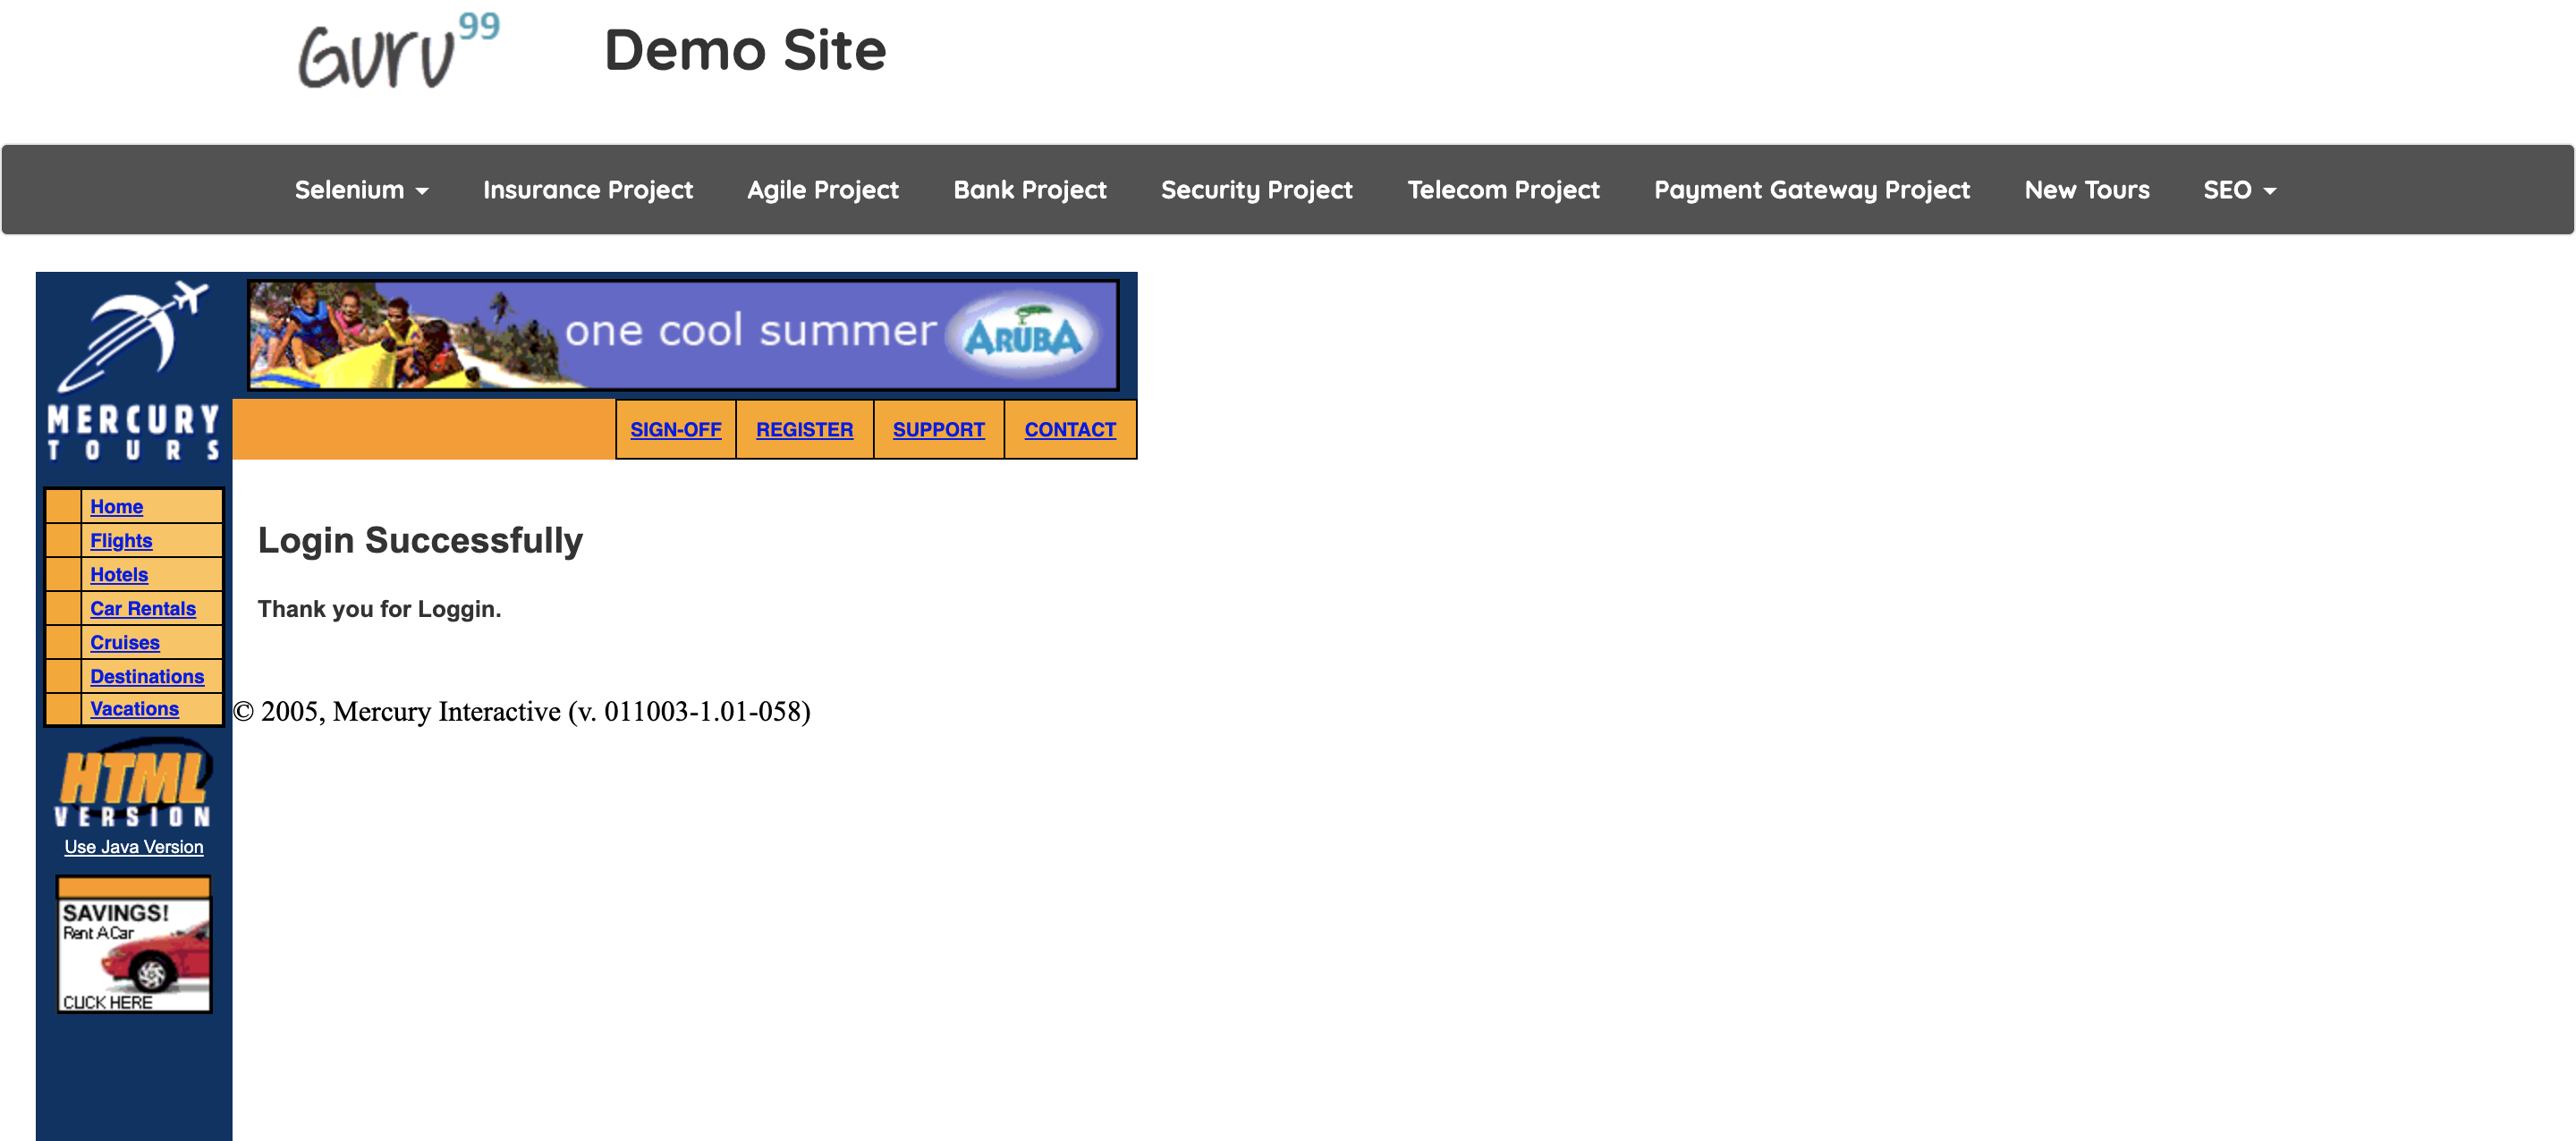 Guru99
Demo Site
Selenium
Insurance Project
Agile Project
Bank Project
Security Project
Telecom Project
Payment Gateway Project
New Tours
SEO
one cool summer
ARUBA
MERCURY
TOURS
SIGN-OFF
REGISTER
SUPPORT
CONTACT
Home
Flights
Hotels
Car Rentals
Cruises
Destinations
Vacations
Login Successfully
Thank you for Loggin.
© 2005, Mercury Interactive (v. 011003-1.01-058)
HTML
VERSION
Use Java Version
SAVINGS!
Rent A Car
CLICK HERE